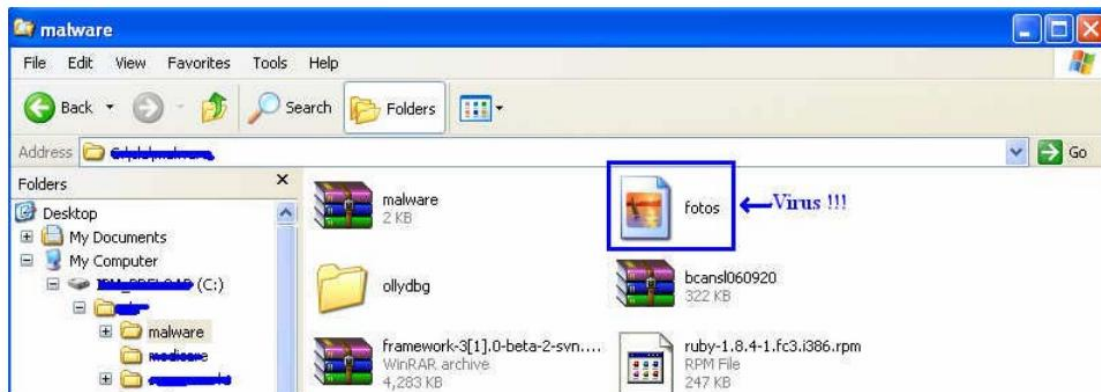 malware
File Edit View Favorites Tools Help
Back Search Folders
Address Go
Folders
Desktop
My Documents
My Computer
(C:)
malware
malware
2 KB
fotos
Virus !!!
ollydbg
bcansl060920
322 KB
framework-3[1].0-beta-2-svn....
WinRAR archive
4,283 KB
ruby-1.8.4-1.fc3.i386.rpm
RPM File
247 KB